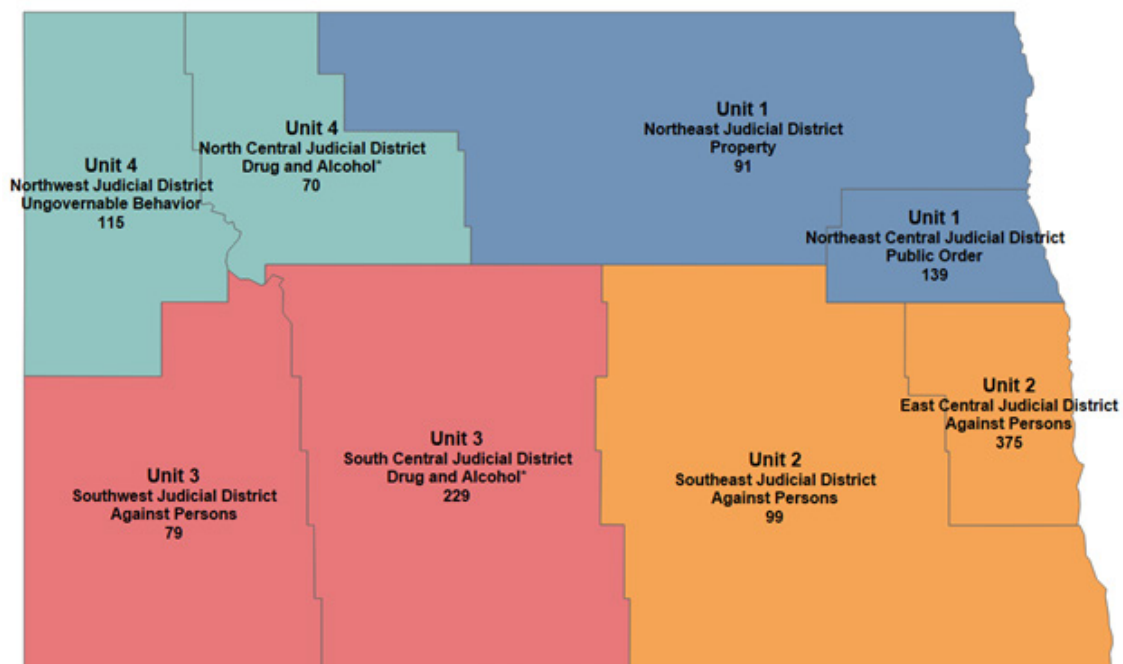 Unit 1
Northeast Judicial District
Property
91
Unit 4
North Central Judicial District
Drug and Alcohol*
70
Unit 4
Northwest Judicial District
Ungovernable Behavior
115
Unit 1
Northeast Central Judicial District
Public Order
139
Unit 2
East Central Judicial District
Against Persons
375
Unit 3
South Central Judicial District
Drug and Alcohol*
229
Unit 2
Southeast Judicial District
Against Persons
99
Unit 3
Southwest Judicial District
Against Persons
79